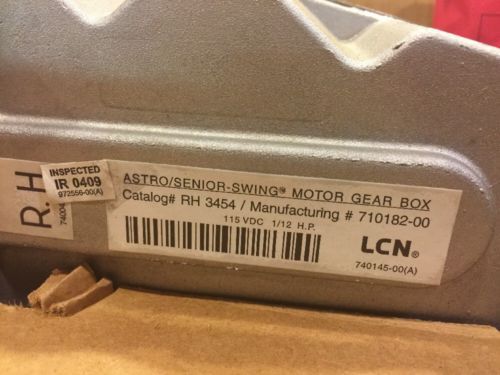 INSPECTED
IR 0409
972556-00(A)
R.H
74004
ASTRO/SENIOR-SWING® MOTOR GEAR BOX
Catalog# RH 3454 / Manufacturing # 710182-00
115 VDC 1/12 H.P.
LCN®
740145-00(A)